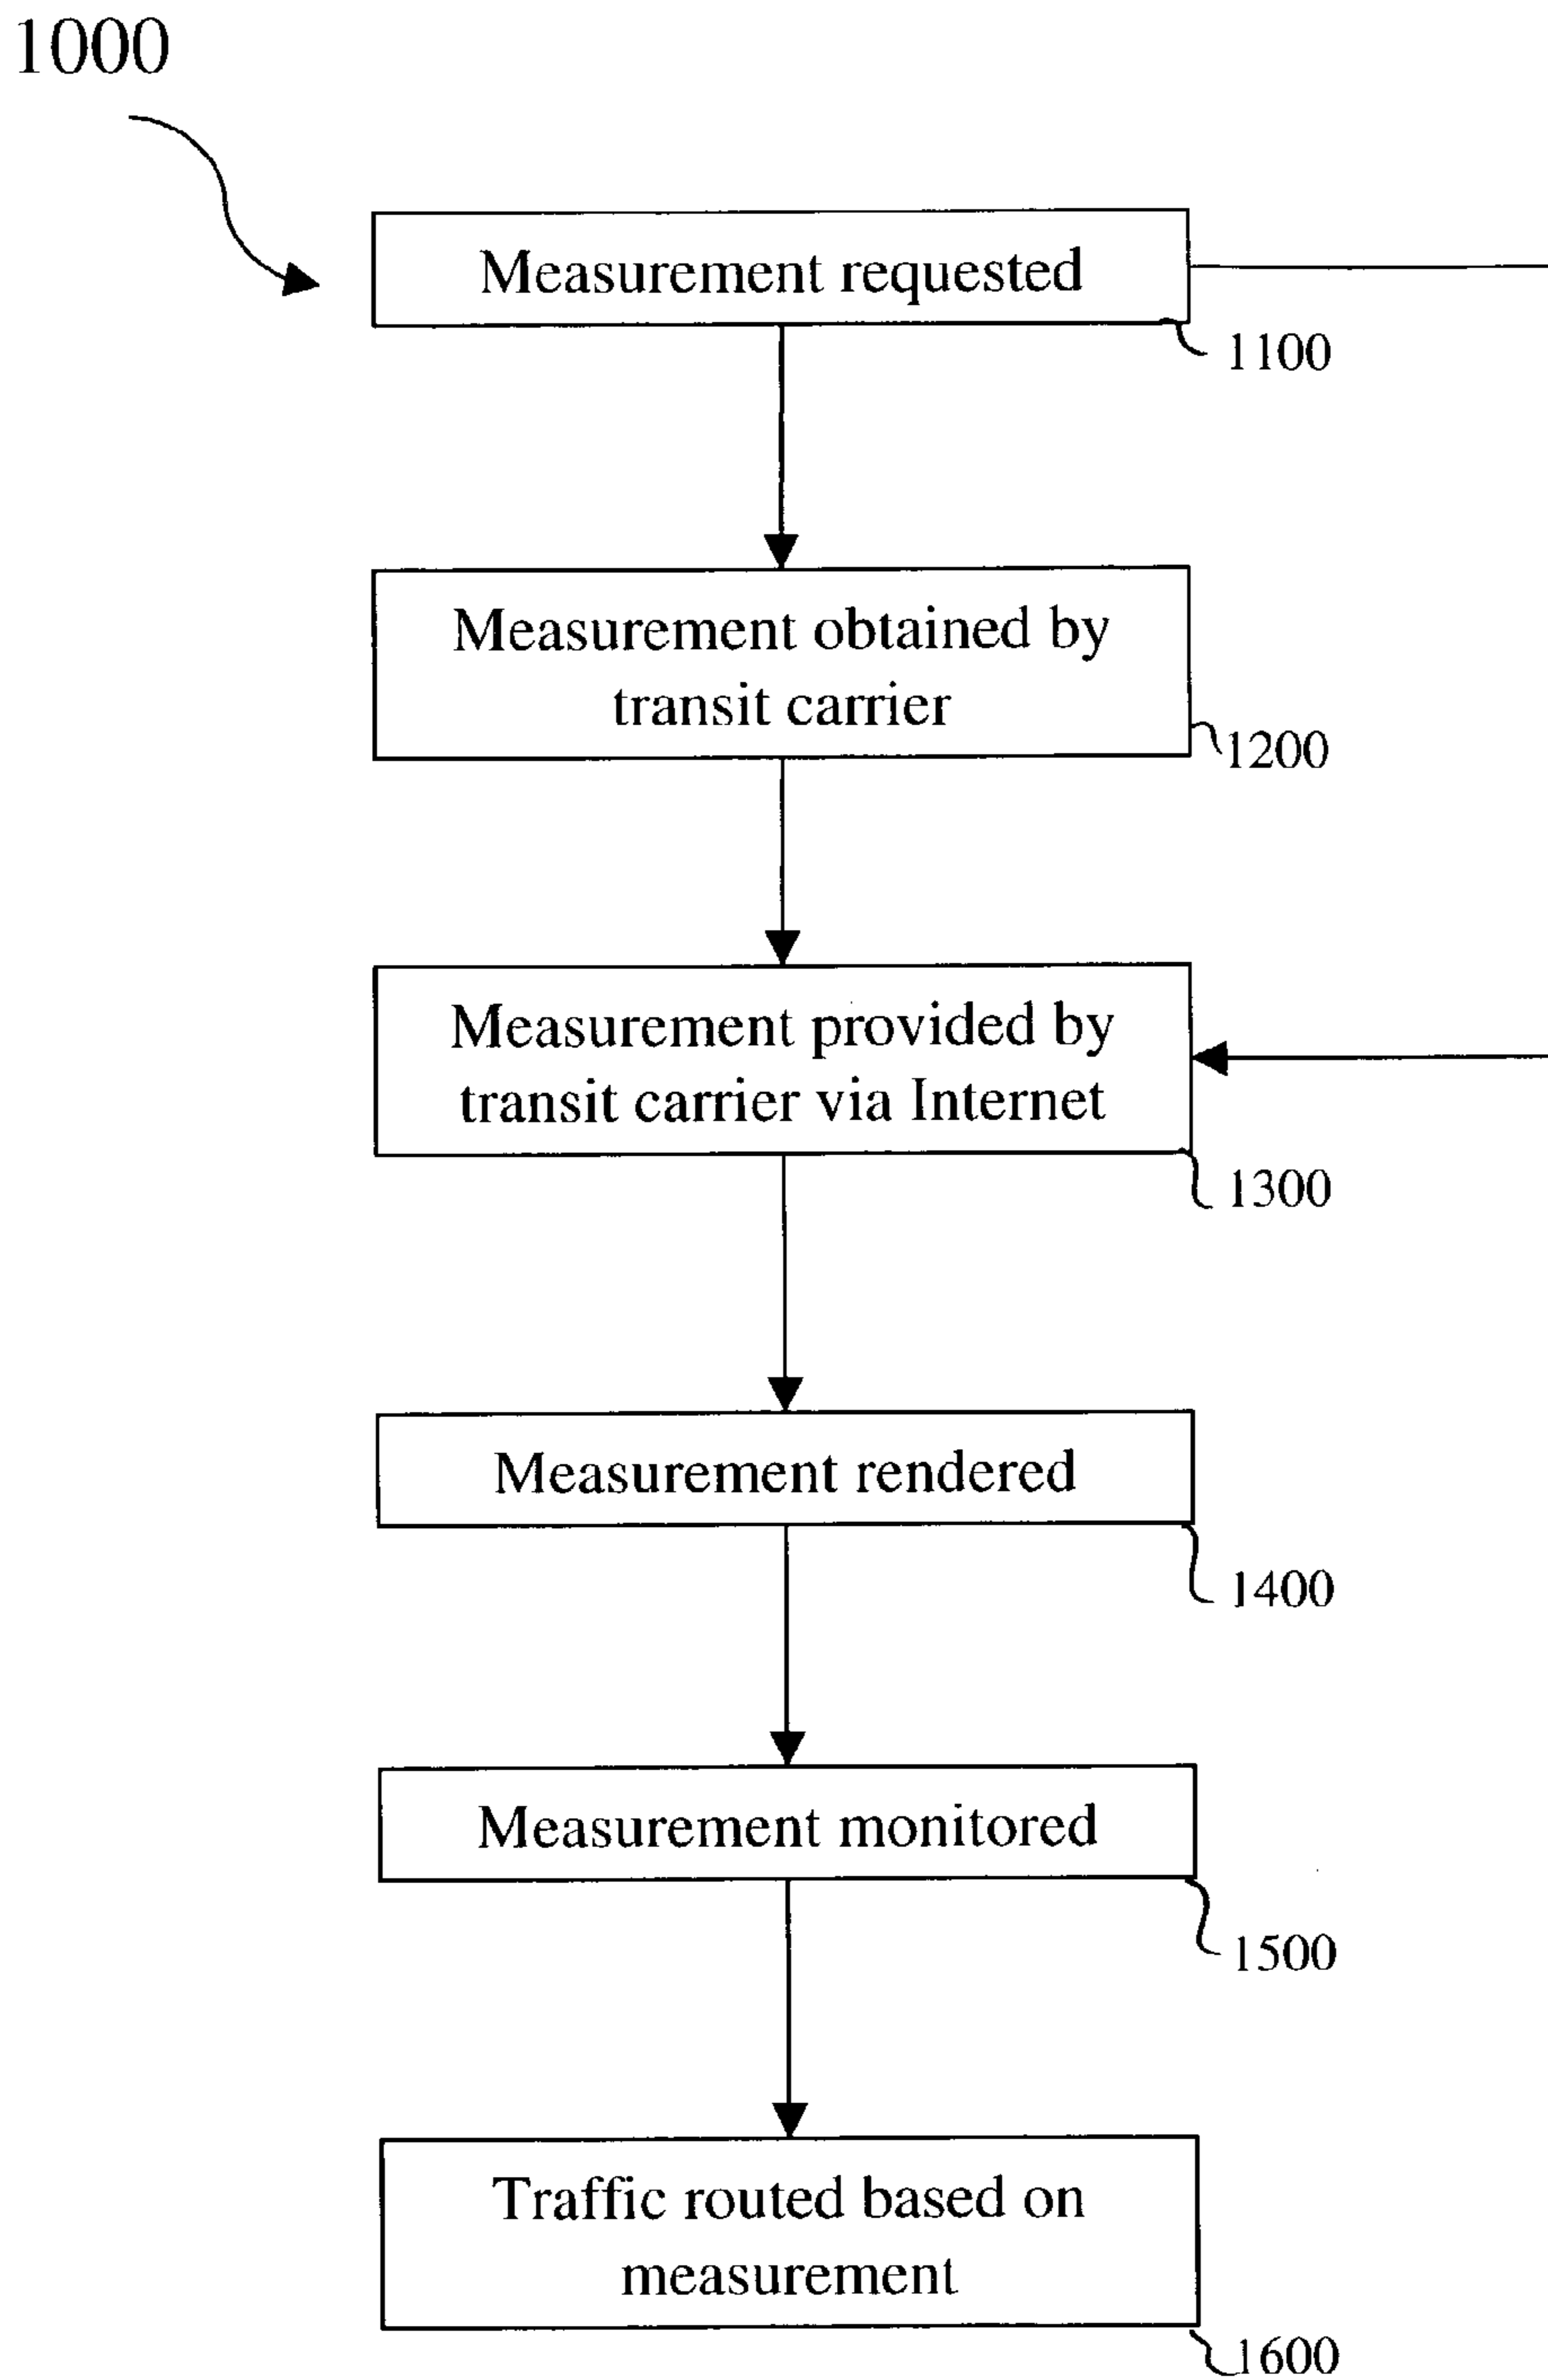 1000
Measurement requested
1100
Measurement obtained by
transit carrier
1200
Measurement provided by
transit carrier via Internet
1300
Measurement rendered
1400
Measurement monitored
1500
Traffic routed based on
measurement
1600